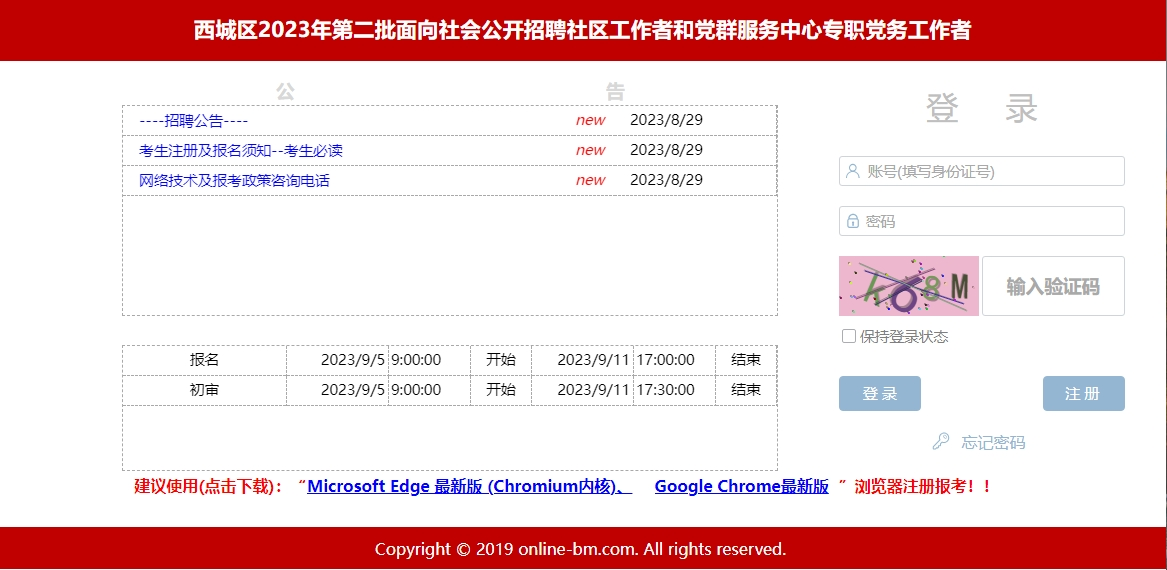 西城区2023年第二批面向社会公开招聘社区工作者和党群服务中心专职党务工作者
公 告
----招聘公告---- new 2023/8/29
考生注册及报名须知--考生必读 new 2023/8/29
网络技术及报考政策咨询电话 new 2023/8/29
报名 2023/9/5 9:00:00 开始 2023/9/11 17:00:00 结束
初审 2023/9/5 9:00:00 开始 2023/9/11 17:30:00 结束
建议使用(点击下载)：“Microsoft Edge 最新版 (Chromium内核)、 Google Chrome最新版 ”浏览器注册报考！！
登 录
账号(填写身份证号)
密码
输入验证码
保持登录状态
登 录 注 册
忘记密码
Copyright © 2019 online-bm.com. All rights reserved.